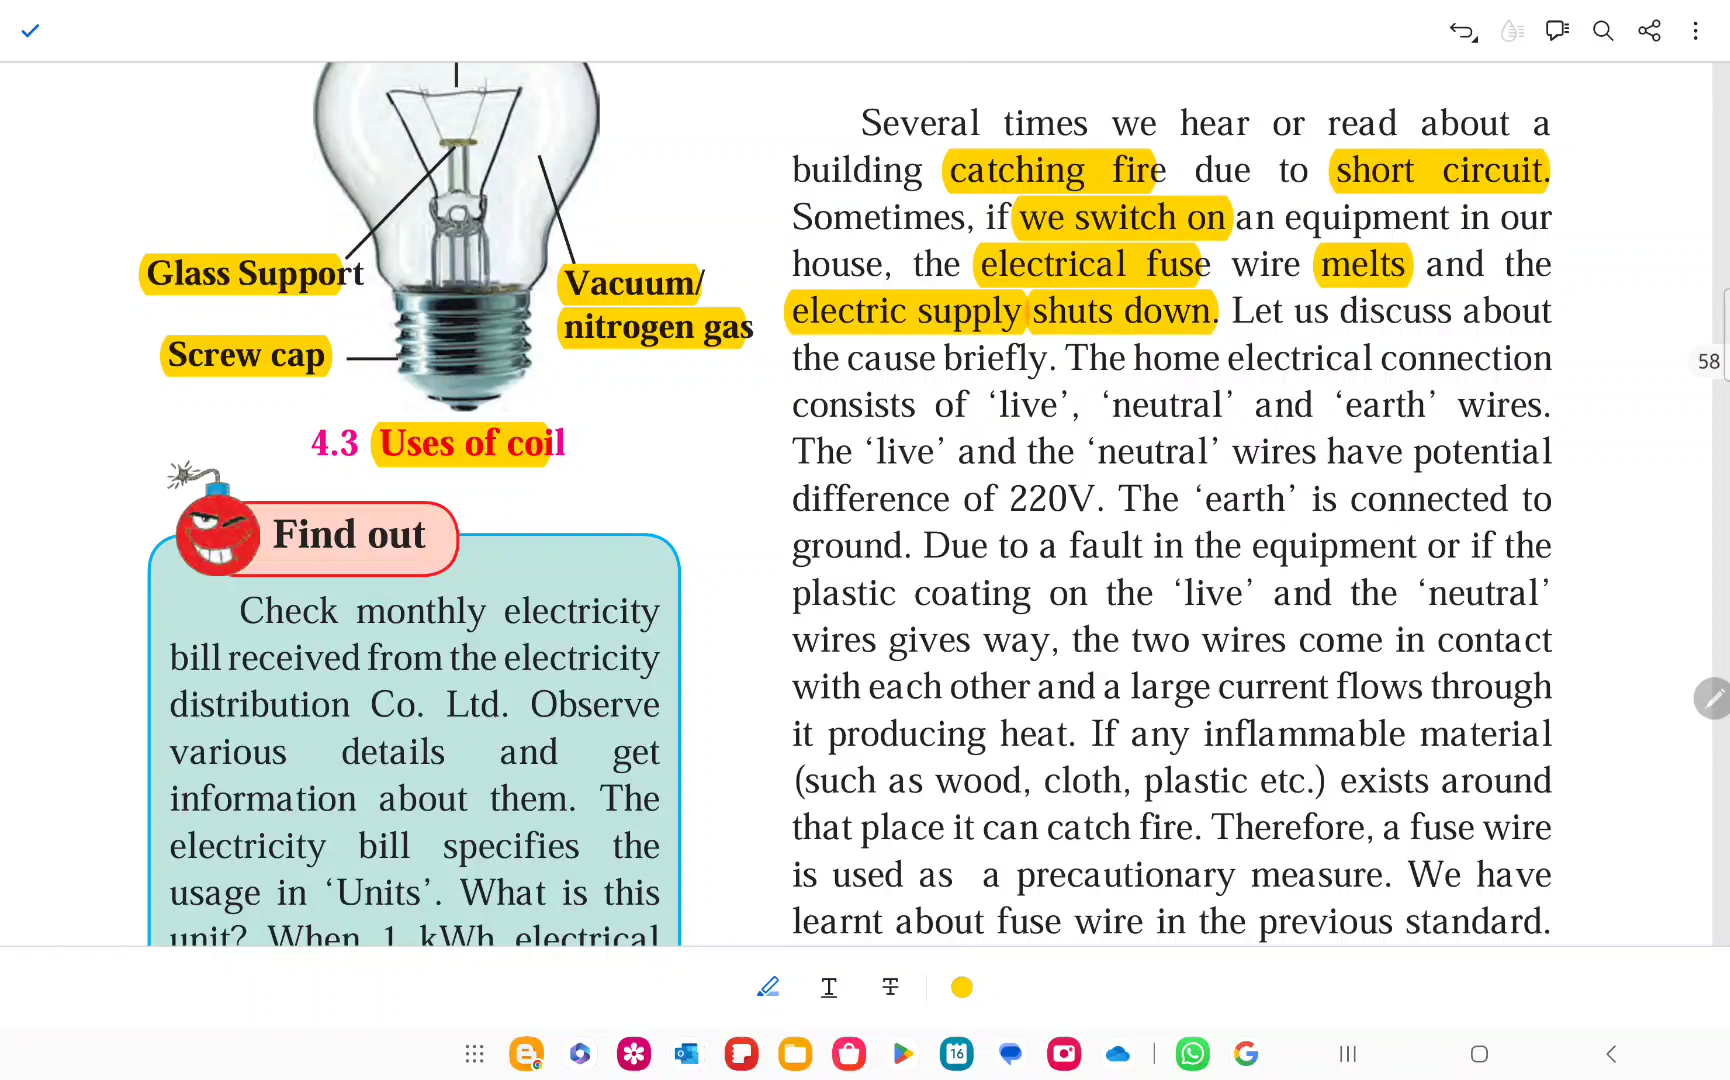 Glass Support
Vacuum/
nitrogen gas
Screw cap
4.3 Uses of coil
Find out
Check monthly electricity
bill received from the electricity
distribution Co. Ltd. Observe
various details and get
information about them. The
electricity bill specifies the
usage in ‘Units’. What is this
unit? When 1 kWh electrical
Several times we hear or read about a
building catching fire due to short circuit.
Sometimes, if we switch on an equipment in our
house, the electrical fuse wire melts and the
electric supply shuts down. Let us discuss about
the cause briefly. The home electrical connection
consists of ‘live’, ‘neutral’ and ‘earth’ wires.
The ‘live’ and the ‘neutral’ wires have potential
difference of 220V. The ‘earth’ is connected to
ground. Due to a fault in the equipment or if the
plastic coating on the ‘live’ and the ‘neutral’
wires gives way, the two wires come in contact
with each other and a large current flows through
it producing heat. If any inflammable material
(such as wood, cloth, plastic etc.) exists around
that place it can catch fire. Therefore, a fuse wire
is used as a precautionary measure. We have
learnt about fuse wire in the previous standard.
58
16